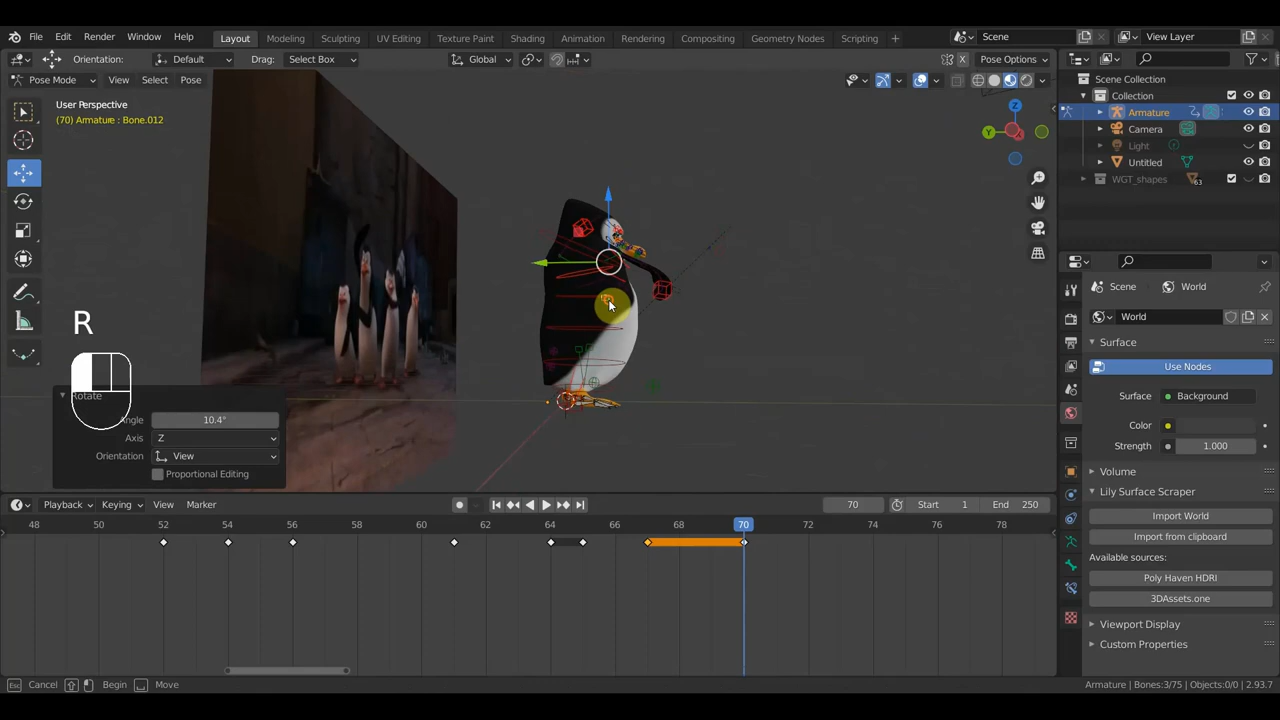 File Edit Render Window Help Layout Modeling Sculpting UV Editing Texture Paint Shading Animation Rendering Compositing Geometry Nodes Scripting + Scene View Layer
Orientation: Default Drag: Select Box Global X Pose Options
Pose Mode View Select Pose
User Perspective
(70) Armature : Bone.012
Z
Y
X
R
Rotate
Angle 10.4°
Axis Z
Orientation View
Proportional Editing
Scene Collection
Collection
Armature
Camera
Light
Untitled
WGT_shapes 63
Scene World
World
Surface
Use Nodes
Surface Background
Color
Strength 1.000
Volume
Lily Surface Scraper
Import World
Import from clipboard
Available sources:
Poly Haven HDRI
3DAssets.one
Viewport Display
Custom Properties
Playback Keying View Marker 70 Start 1 End 250
48 50 52 54 56 58 60 62 64 66 68 70 72 74 76 78
Esc Cancel Begin Move Armature | Bones:3/75 | Objects:0/0 | 2.93.7